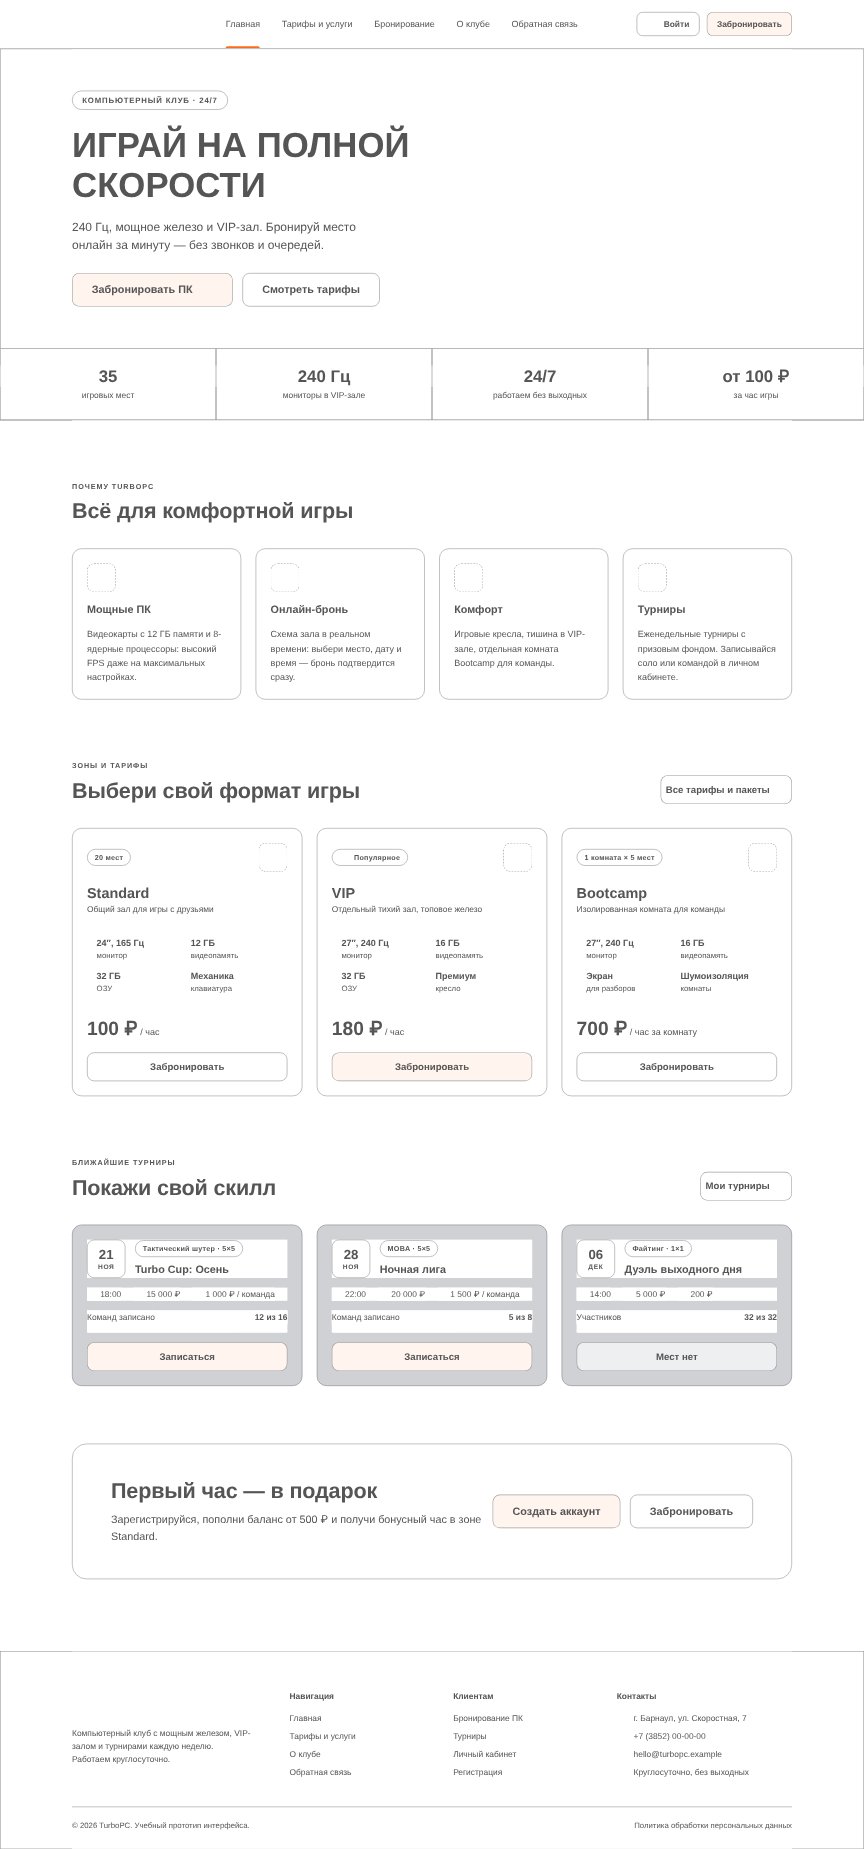 Главная Тарифы и услуги Бронирование О клубе Обратная связь Войти Забронировать
КОМПЬЮТЕРНЫЙ КЛУБ · 24/7
ИГРАЙ НА ПОЛНОЙ
СКОРОСТИ
240 Гц, мощное железо и VIP-зал. Бронируй место
онлайн за минуту — без звонков и очередей.
Забронировать ПК Смотреть тарифы
35 240 Гц 24/7 от 100 ₽
игровых мест мониторы в VIP-зале работаем без выходных за час игры
ПОЧЕМУ TURBOPC
Всё для комфортной игры
Мощные ПК
Видеокарты с 12 ГБ памяти и 8-
ядерные процессоры: высокий
FPS даже на максимальных
настройках.
Онлайн-бронь
Схема зала в реальном
времени: выбери место, дату и
время — бронь подтвердится
сразу.
Комфорт
Игровые кресла, тишина в VIP-
зале, отдельная комната
Bootcamp для команды.
Турниры
Еженедельные турниры с
призовым фондом. Записывайся
соло или командой в личном
кабинете.
ЗОНЫ И ТАРИФЫ
Выбери свой формат игры
Все тарифы и пакеты
20 мест
Standard
Общий зал для игры с друзьями
24″, 165 Гц 12 ГБ
монитор видеопамять
32 ГБ Механика
ОЗУ клавиатура
100 ₽ / час
Забронировать
Популярное
VIP
Отдельный тихий зал, топовое железо
27″, 240 Гц 16 ГБ
монитор видеопамять
32 ГБ Премиум
ОЗУ кресло
180 ₽ / час
Забронировать
1 комната × 5 мест
Bootcamp
Изолированная комната для команды
27″, 240 Гц 16 ГБ
монитор видеопамять
Экран Шумоизоляция
для разборов комнаты
700 ₽ / час за комнату
Забронировать
БЛИЖАЙШИЕ ТУРНИРЫ
Покажи свой скилл
Мои турниры
21 НОЯ
Тактический шутер · 5×5
Turbo Cup: Осень
18:00 15 000 ₽ 1 000 ₽ / команда
Команд записано 12 из 16
Записаться
28 НОЯ
MOBA · 5×5
Ночная лига
22:00 20 000 ₽ 1 500 ₽ / команда
Команд записано 5 из 8
Записаться
06 ДЕК
Файтинг · 1×1
Дуэль выходного дня
14:00 5 000 ₽ 200 ₽
Участников 32 из 32
Мест нет
Первый час — в подарок
Зарегистрируйся, пополни баланс от 500 ₽ и получи бонусный час в зоне
Standard.
Создать аккаунт Забронировать
Компьютерный клуб с мощным железом, VIP-
залом и турнирами каждую неделю.
Работаем круглосуточно.
Навигация
Главная
Тарифы и услуги
О клубе
Обратная связь
Клиентам
Бронирование ПК
Турниры
Личный кабинет
Регистрация
Контакты
г. Барнаул, ул. Скоростная, 7
+7 (3852) 00-00-00
hello@turbopc.example
Круглосуточно, без выходных
© 2026 TurboPC. Учебный прототип интерфейса.
Политика обработки персональных данных